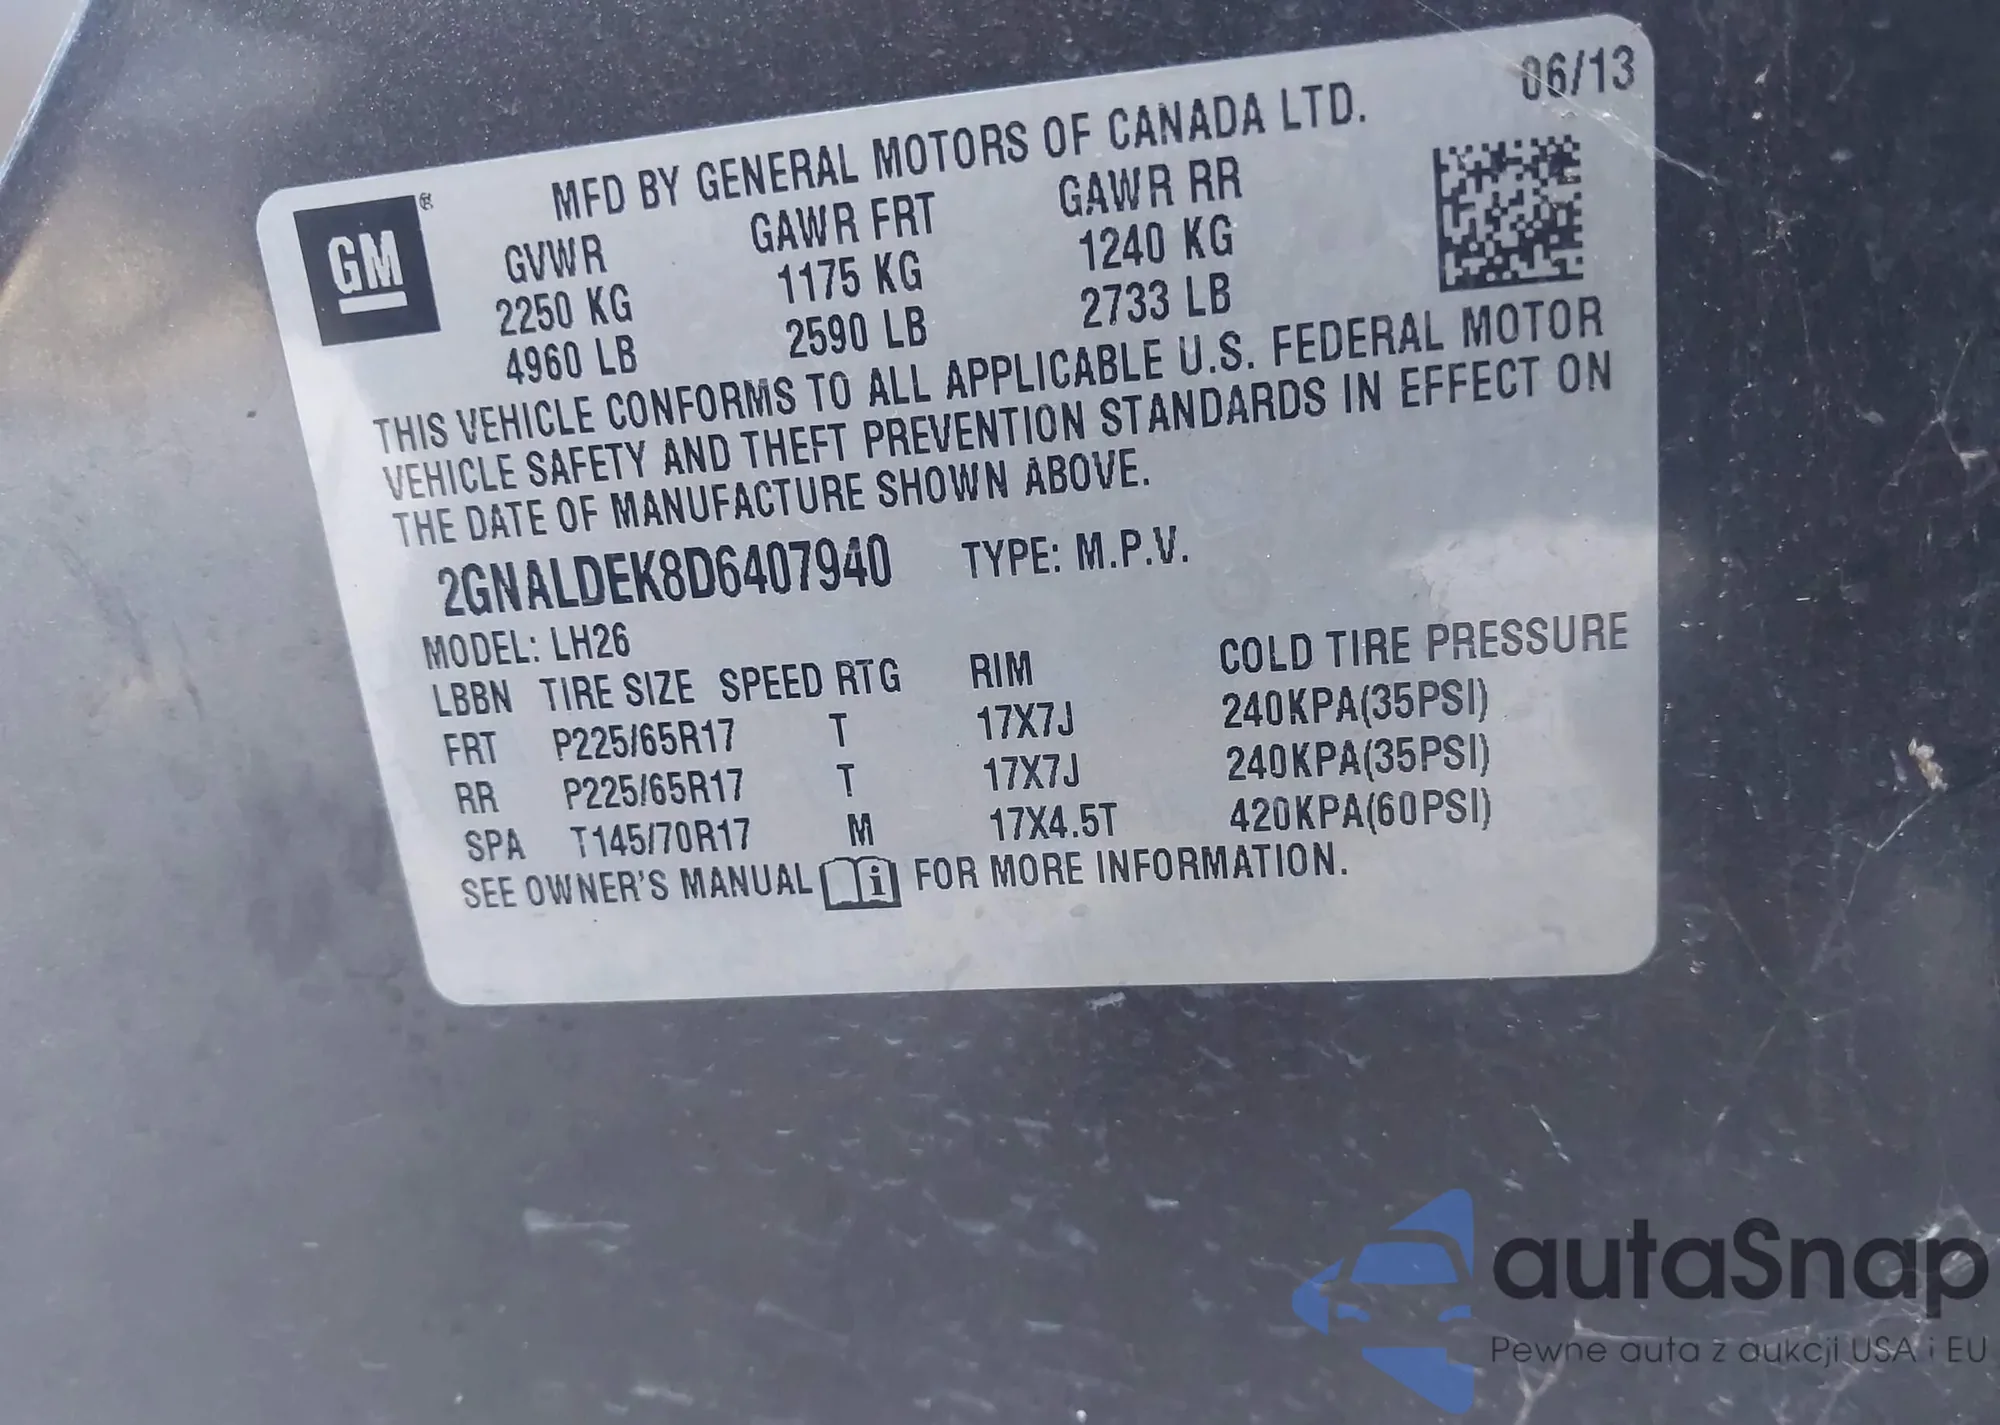 06/13
MFD BY GENERAL MOTORS OF CANADA LTD.
GM®
GVWR GAWR FRT GAWR RR
2250 KG 1175 KG 1240 KG
4960 LB 2590 LB 2733 LB
THIS VEHICLE CONFORMS TO ALL APPLICABLE U.S. FEDERAL MOTOR
VEHICLE SAFETY AND THEFT PREVENTION STANDARDS IN EFFECT ON
THE DATE OF MANUFACTURE SHOWN ABOVE.
2GNALDEK8D6407940 TYPE: M.P.V.
MODEL: LH26
LBBN TIRE SIZE SPEED RTG RIM COLD TIRE PRESSURE
FRT P225/65R17 T 17X7J 240KPA(35PSI)
RR P225/65R17 T 17X7J 240KPA(35PSI)
SPA T145/70R17 M 17X4.5T 420KPA(60PSI)
SEE OWNER'S MANUAL i FOR MORE INFORMATION.
autaSnap
Pewne auta z aukcji USA i EU